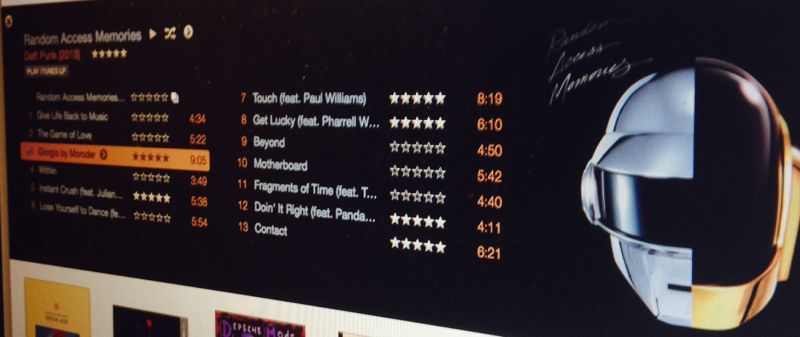 Random Access Memories
Daft Punk (2013)
PLAY ITUNES LP
Random Access Memories...
1 Give Life Back to Music 4:34
2 The Game of Love 5:22
Giorgio by Moroder 9:05
4 Within 3:49
5 Instant Crush (feat. Julian... 5:38
6 Lose Yourself to Dance (fe... 5:54
7 Touch (feat. Paul Williams) 8:19
8 Get Lucky (feat. Pharrell W... 6:10
9 Beyond 4:50
10 Motherboard 5:42
11 Fragments of Time (feat. T... 4:40
12 Doin' It Right (feat. Panda... 4:11
13 Contact 6:21
Random
Access
Memories
DEPECHE MODE